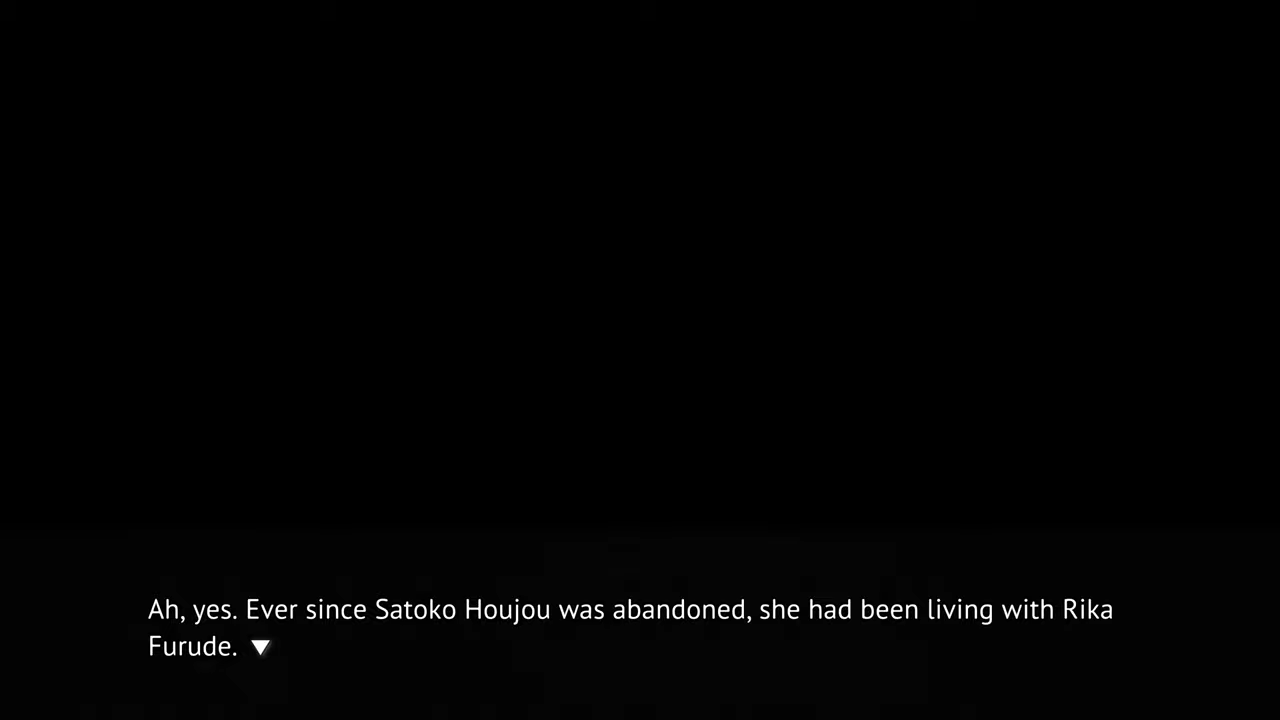 Ah, yes. Ever since Satoko Houjou was abandoned, she had been living with Rika
Furude.